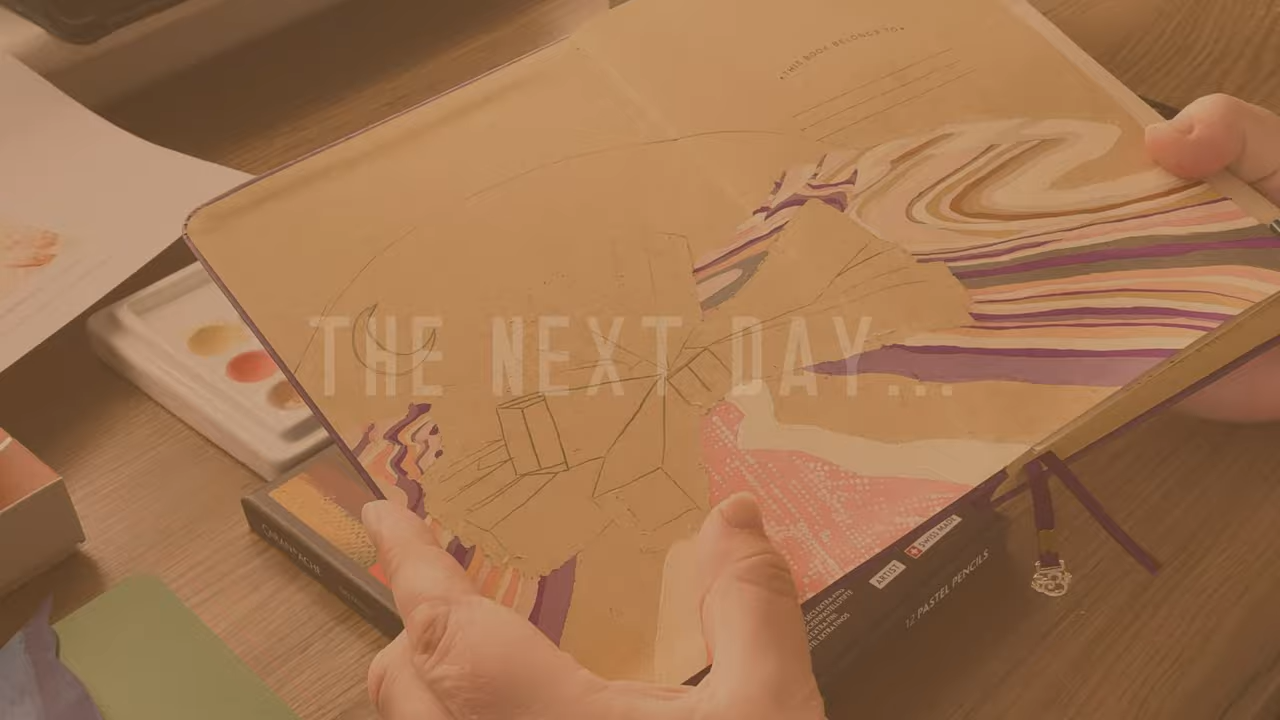 •THIS BOOK BELONGS TO•
THE NEXT DAY...
CARAN D'ACHE
ARTIST
SWISS MADE
12 PASTEL PENCILS